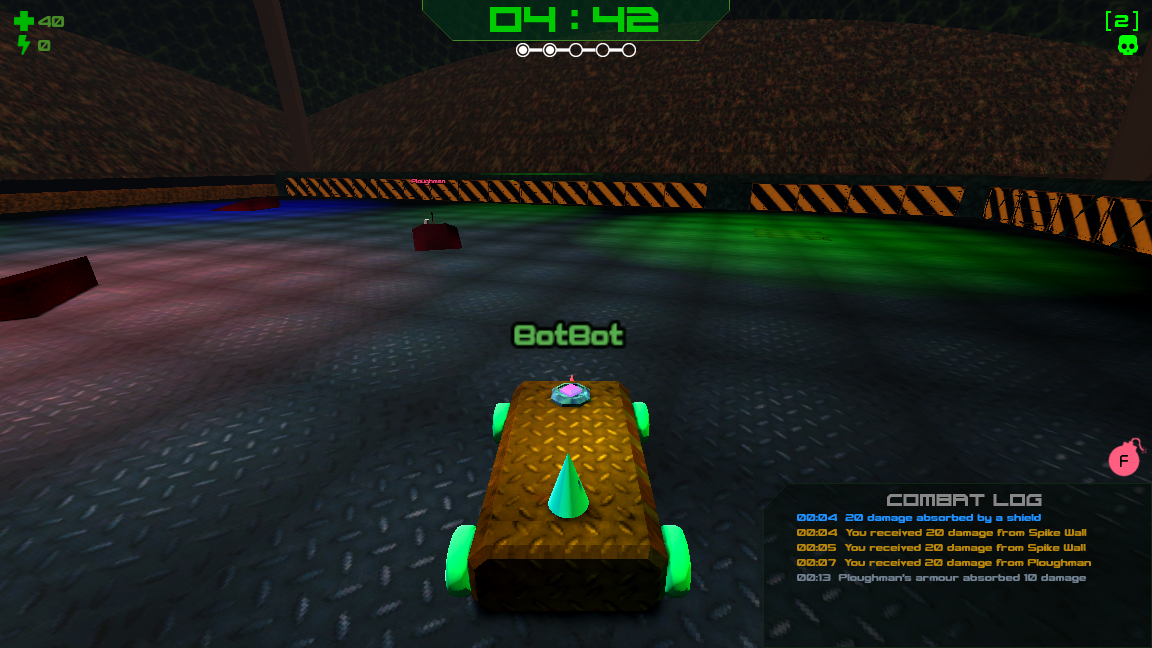 40
0
04:42
[2]
Ploughman
BotBot
F
COMBAT LOG
00:04 20 damage absorbed by a shield
00:04 You received 20 damage from Spike Wall
00:05 You received 20 damage from Spike Wall
00:07 You received 20 damage from Ploughman
00:13 Ploughman's armour absorbed 10 damage